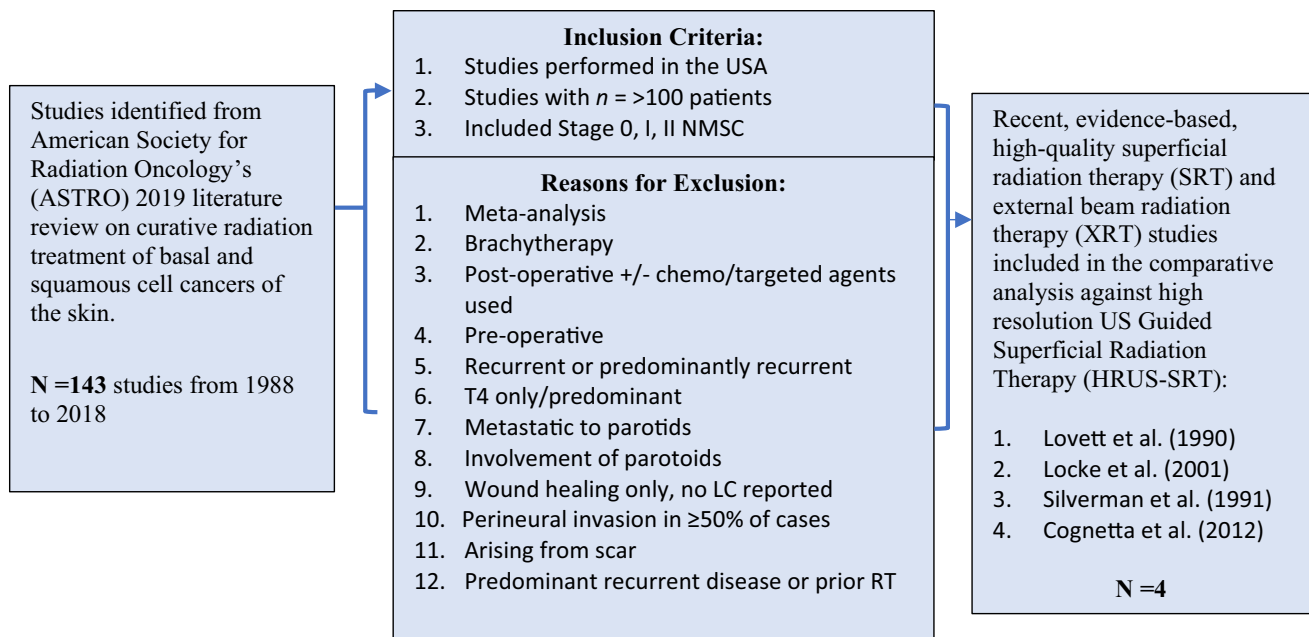 Studies identified from
American Society for
Radiation Oncology's
(ASTRO) 2019 literature
review on curative radiation
treatment of basal and
squamous cell cancers of
the skin.
N =143 studies from 1988
to 2018
Inclusion Criteria:
1. Studies performed in the USA
2. Studies with n = >100 patients
3. Included Stage 0, I, II NMSC
Reasons for Exclusion:
1. Meta-analysis
2. Brachytherapy
3. Post-operative +/- chemo/targeted agents
used
4. Pre-operative
5. Recurrent or predominantly recurrent
6. T4 only/predominant
7. Metastatic to parotids
8. Involvement of parotoids
9. Wound healing only, no LC reported
10. Perineural invasion in ≥50% of cases
11. Arising from scar
12. Predominant recurrent disease or prior RT
Recent, evidence-based,
high-quality superficial
radiation therapy (SRT) and
external beam radiation
therapy (XRT) studies
included in the comparative
analysis against high
resolution US Guided
Superficial Radiation
Therapy (HRUS-SRT):
1. Lovett et al. (1990)
2. Locke et al. (2001)
3. Silverman et al. (1991)
4. Cognetta et al. (2012)
N =4